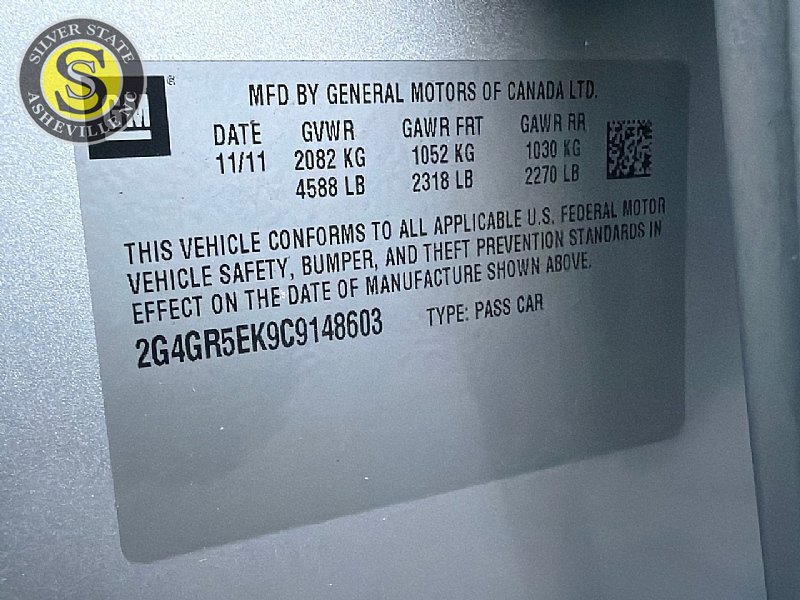 SILVER STATE
S
ASHEVILLE NC
MFD BY GENERAL MOTORS OF CANADA LTD.
DATE GVWR GAWR FRT GAWR RR
11/11 2082 KG 1052 KG 1030 KG
4588 LB 2318 LB 2270 LB
THIS VEHICLE CONFORMS TO ALL APPLICABLE U.S. FEDERAL MOTOR
VEHICLE SAFETY, BUMPER, AND THEFT PREVENTION STANDARDS IN
EFFECT ON THE DATE OF MANUFACTURE SHOWN ABOVE.
2G4GR5EK9C9148603 TYPE: PASS CAR